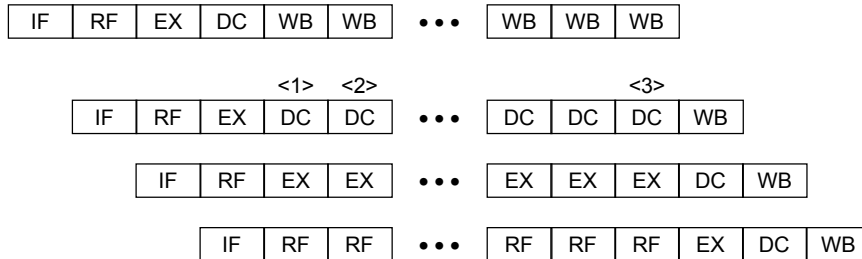 IF RF EX DC WB WB ••• WB WB WB
<1> <2> <3>
IF RF EX DC DC ••• DC DC DC WB
IF RF EX EX ••• EX EX EX DC WB
IF RF RF ••• RF RF RF EX DC WB